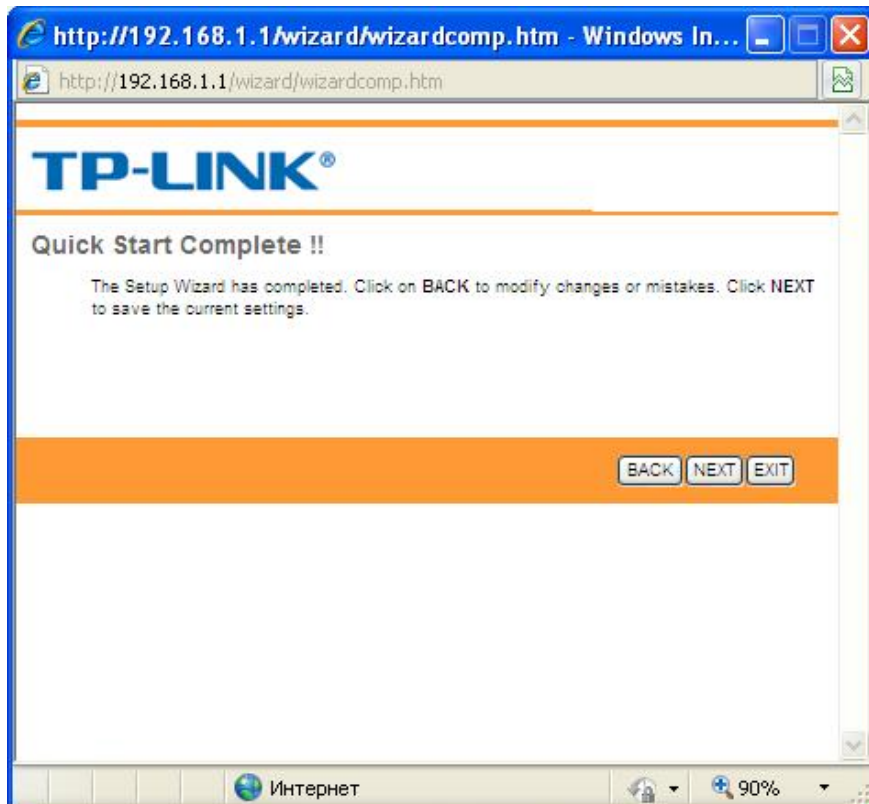 http://192.168.1.1/wizard/wizardcomp.htm - Windows In...
http://192.168.1.1/wizard/wizardcomp.htm
TP-LINK®
Quick Start Complete !!
The Setup Wizard has completed. Click on BACK to modify changes or mistakes. Click NEXT
to save the current settings.
BACK NEXT EXIT
Интернет 90%